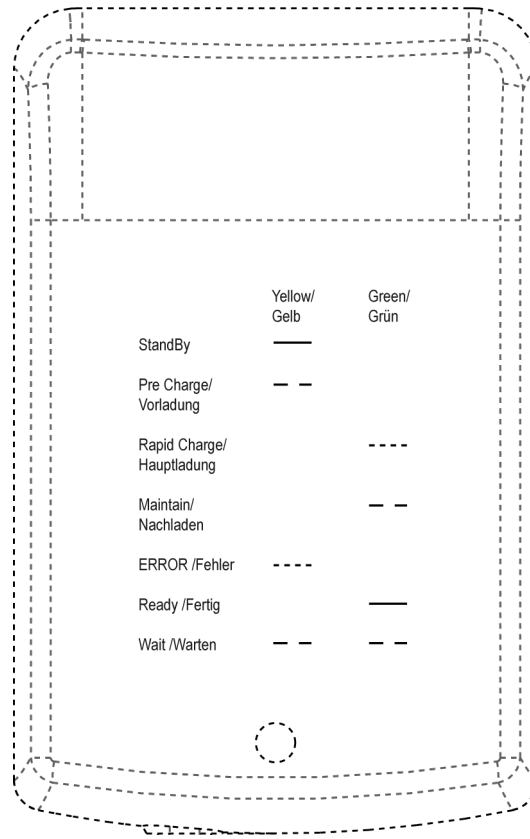 Yellow/ Green/
Gelb Grün
StandBy
Pre Charge/
Vorladung
Rapid Charge/
Hauptladung
Maintain/
Nachladen
ERROR /Fehler
Ready /Fertig
Wait /Warten